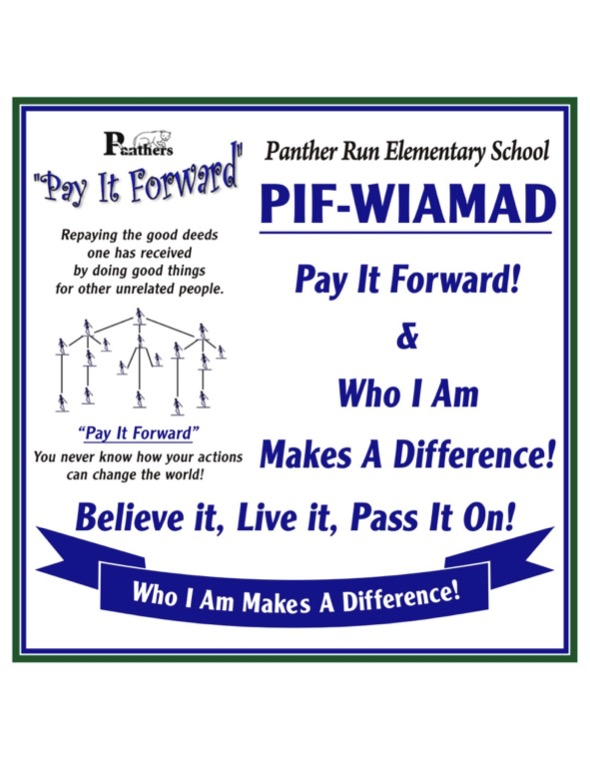 Panthers
"Pay It Forward"
Repaying the good deeds
one has received
by doing good things
for other unrelated people.
"Pay It Forward"
You never know how your actions
can change the world!
Panther Run Elementary School
PIF-WIAMAD
Pay It Forward!
&
Who I Am
Makes A Difference!
Believe it, Live it, Pass It On!
Who I Am Makes A Difference!